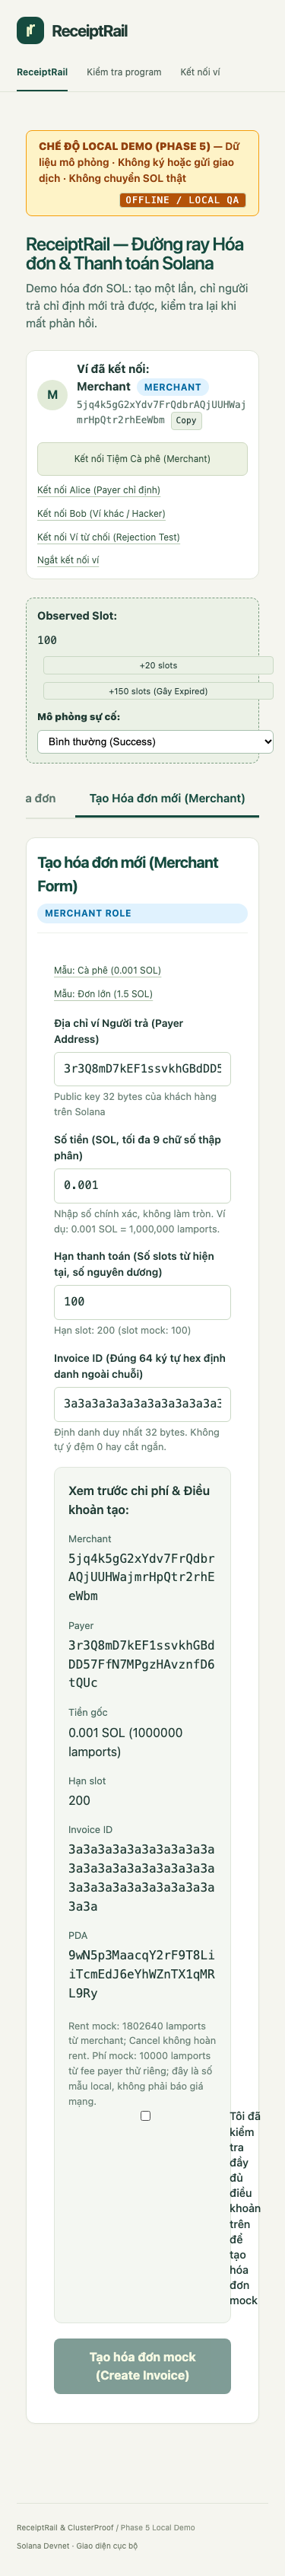 ReceiptRail
ReceiptRail Kiểm tra program Kết nối ví
CHẾ ĐỘ LOCAL DEMO (PHASE 5) — Dữ
liệu mô phỏng · Không ký hoặc gửi giao
dịch · Không chuyển SOL thật
OFFLINE / LOCAL QA
ReceiptRail — Đường ray Hóa
đơn & Thanh toán Solana
Demo hóa đơn SOL: tạo một lần, chỉ người
trả chỉ định mới trả được, kiểm tra lại khi
mất phản hồi.
M
Ví đã kết nối:
Merchant MERCHANT
5jq4k5gG2xYdv7FrQdbrAQjUUHWaj
mrHpQtr2rhEeWbm Copy
Kết nối Tiệm Cà phê (Merchant)
Kết nối Alice (Payer chỉ định)
Kết nối Bob (Ví khác / Hacker)
Kết nối Ví từ chối (Rejection Test)
Ngắt kết nối ví
Observed Slot:
100
+20 slots
+150 slots (Gây Expired)
Mô phỏng sự cố:
Bình thường (Success)
a đơn Tạo Hóa đơn mới (Merchant)
Tạo hóa đơn mới (Merchant
Form)
MERCHANT ROLE
Mẫu: Cà phê (0.001 SOL)
Mẫu: Đơn lớn (1.5 SOL)
Địa chỉ ví Người trả (Payer
Address)
3r3Q8mD7kEF1ssvkhGBdDD5
Public key 32 bytes của khách hàng
trên Solana
Số tiền (SOL, tối đa 9 chữ số thập
phân)
0.001
Nhập số chính xác, không làm tròn. Ví
dụ: 0.001 SOL = 1,000,000 lamports.
Hạn thanh toán (Số slots từ hiện
tại, số nguyên dương)
100
Hạn slot: 200 (slot mock: 100)
Invoice ID (Đúng 64 ký tự hex định
danh ngoài chuỗi)
3a3a3a3a3a3a3a3a3a3a3a3
Định danh duy nhất 32 bytes. Không
tự ý đệm 0 hay cắt ngắn.
Xem trước chi phí & Điều
khoản tạo:
Merchant
5jq4k5gG2xYdv7FrQdbr
AQjUUHWajmrHpQtr2rhE
eWbm
Payer
3r3Q8mD7kEF1ssvkhGBd
DD57FfN7MPgzHAvznfD6
tQUc
Tiền gốc
0.001 SOL (1000000
lamports)
Hạn slot
200
Invoice ID
3a3a3a3a3a3a3a3a3a3a
3a3a3a3a3a3a3a3a3a3a
3a3a3a3a3a3a3a3a3a3a
3a3a
PDA
9wN5p3MaacqY2rF9T8Li
iTcmEdJ6eYhWZnTX1qMR
L9Ry
Rent mock: 1802640 lamports
từ merchant; Cancel không hoàn
rent. Phí mock: 10000 lamports
từ fee payer thử riêng; đây là số
mẫu local, không phải báo giá
mạng.
Tôi đã
kiểm
tra
đầy
đủ
điều
khoản
trên
để
tạo
hóa
đơn
mock
Tạo hóa đơn mock
(Create Invoice)
ReceiptRail & ClusterProof / Phase 5 Local Demo
Solana Devnet · Giao diện cục bộ